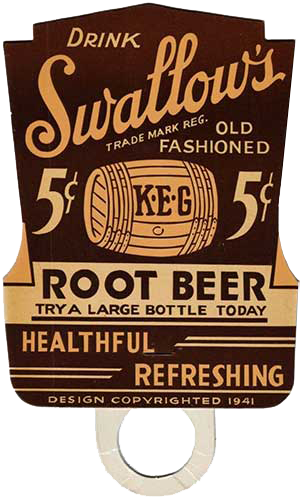 DRINK
Swallow's
TRADE MARK REG.
OLD
FASHIONED
5¢
K·E·G
5¢
ROOT BEER
TRY A LARGE BOTTLE TODAY
HEALTHFUL
REFRESHING
DESIGN COPYRIGHTED 1941